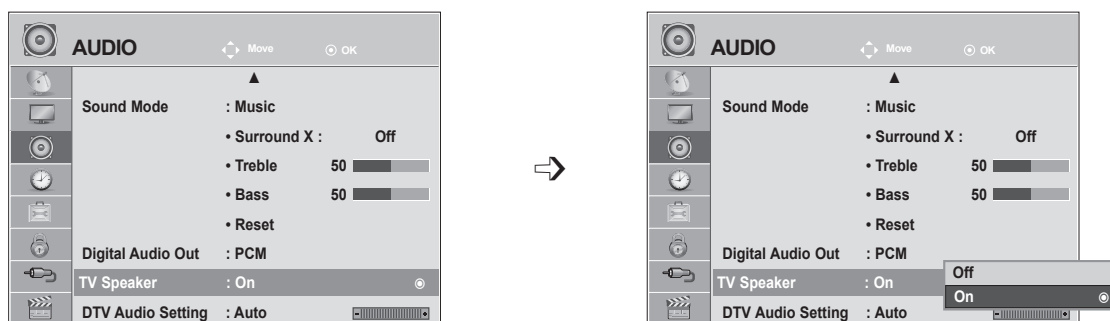 AUDIO Move OK
Sound Mode : Music
• Surround X : Off
• Treble 50
• Bass 50
• Reset
Digital Audio Out : PCM
TV Speaker : On
DTV Audio Setting : Auto
AUDIO Move OK
Sound Mode : Music
• Surround X : Off
• Treble 50
• Bass 50
• Reset
Digital Audio Out : PCM
TV Speaker : On
Off
On
DTV Audio Setting : Auto